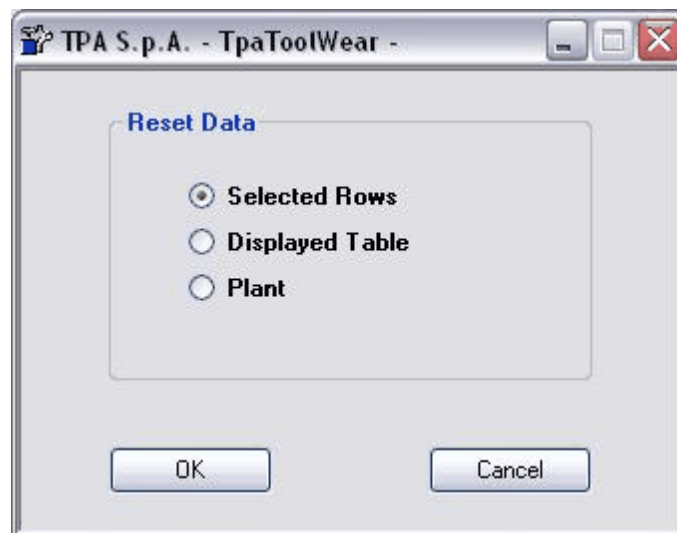 TPA S.p.A. - TpaToolWear -
Reset Data
Selected Rows
Displayed Table
Plant
OK
Cancel